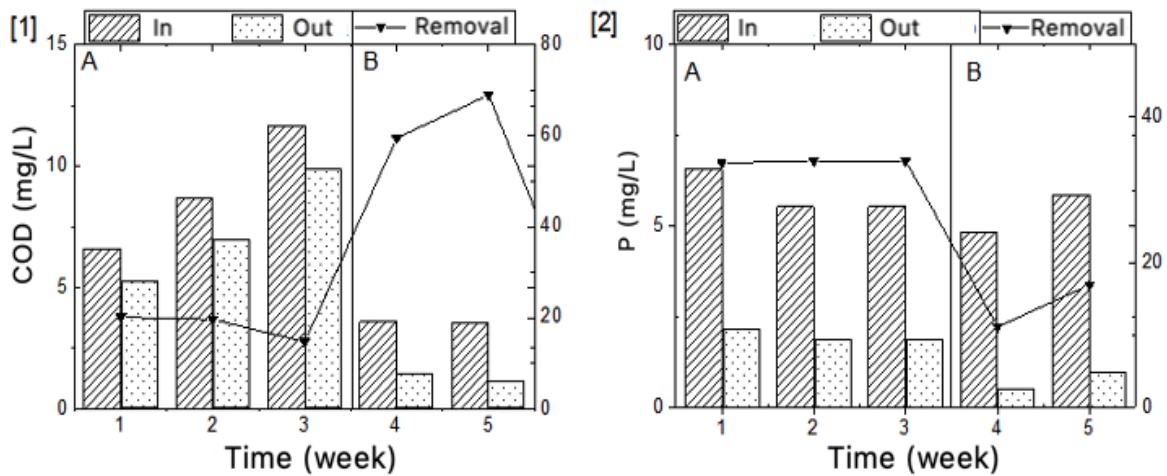 [1]
In Out Removal
15
10
5
0
80
60
40
20
0
A
B
COD (mg/L)
1 2 3 4 5
Time (week)
[2]
In Out Removal
10
5
0
40
20
0
A
B
P (mg/L)
1 2 3 4 5
Time (week)